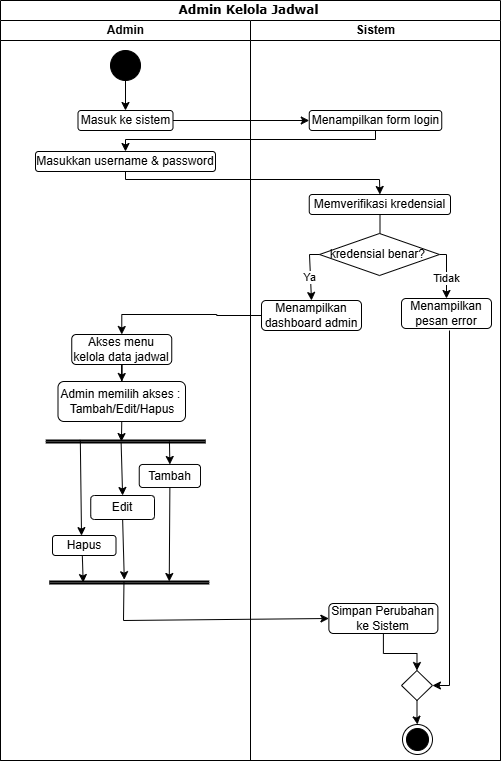 Admin Kelola Jadwal
Admin
Sistem
Masuk ke sistem
Menampilkan form login
Masukkan username & password
Memverifikasi kredensial
kredensial benar?
Ya
Tidak
Menampilkan
dashboard admin
Menampilkan
pesan error
Akses menu
kelola data jadwal
Admin memilih akses :
Tambah/Edit/Hapus
Tambah
Edit
Hapus
Simpan Perubahan
ke Sistem